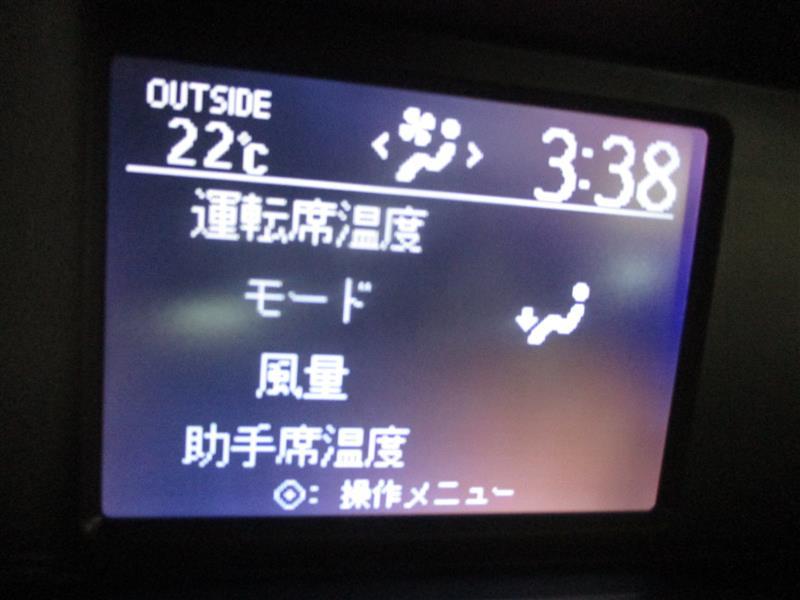 OUTSIDE
22℃
3:38
運転席温度
モード
風量
助手席温度
◎: 操作メニュー